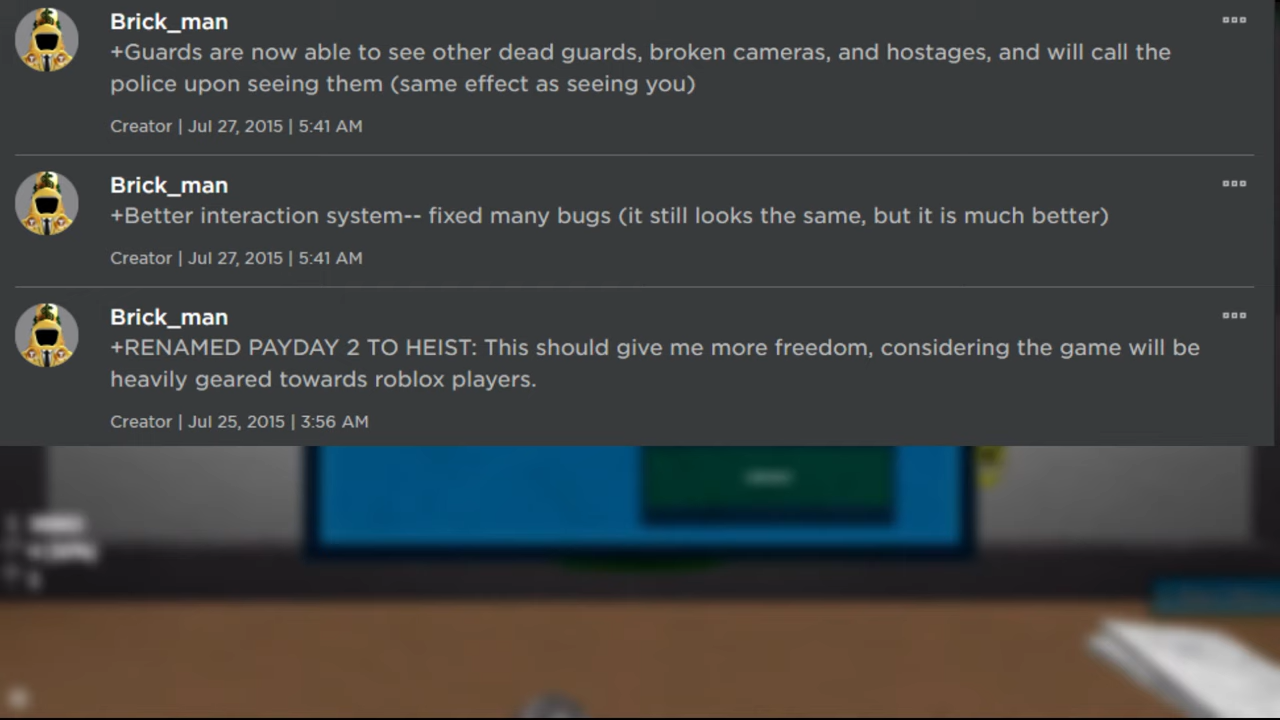 Brick_man
+Guards are now able to see other dead guards, broken cameras, and hostages, and will call the
police upon seeing them (same effect as seeing you)
Creator | Jul 27, 2015 | 5:41 AM
Brick_man
+Better interaction system-- fixed many bugs (it still looks the same, but it is much better)
Creator | Jul 27, 2015 | 5:41 AM
Brick_man
+RENAMED PAYDAY 2 TO HEIST: This should give me more freedom, considering the game will be
heavily geared towards roblox players.
Creator | Jul 25, 2015 | 3:56 AM